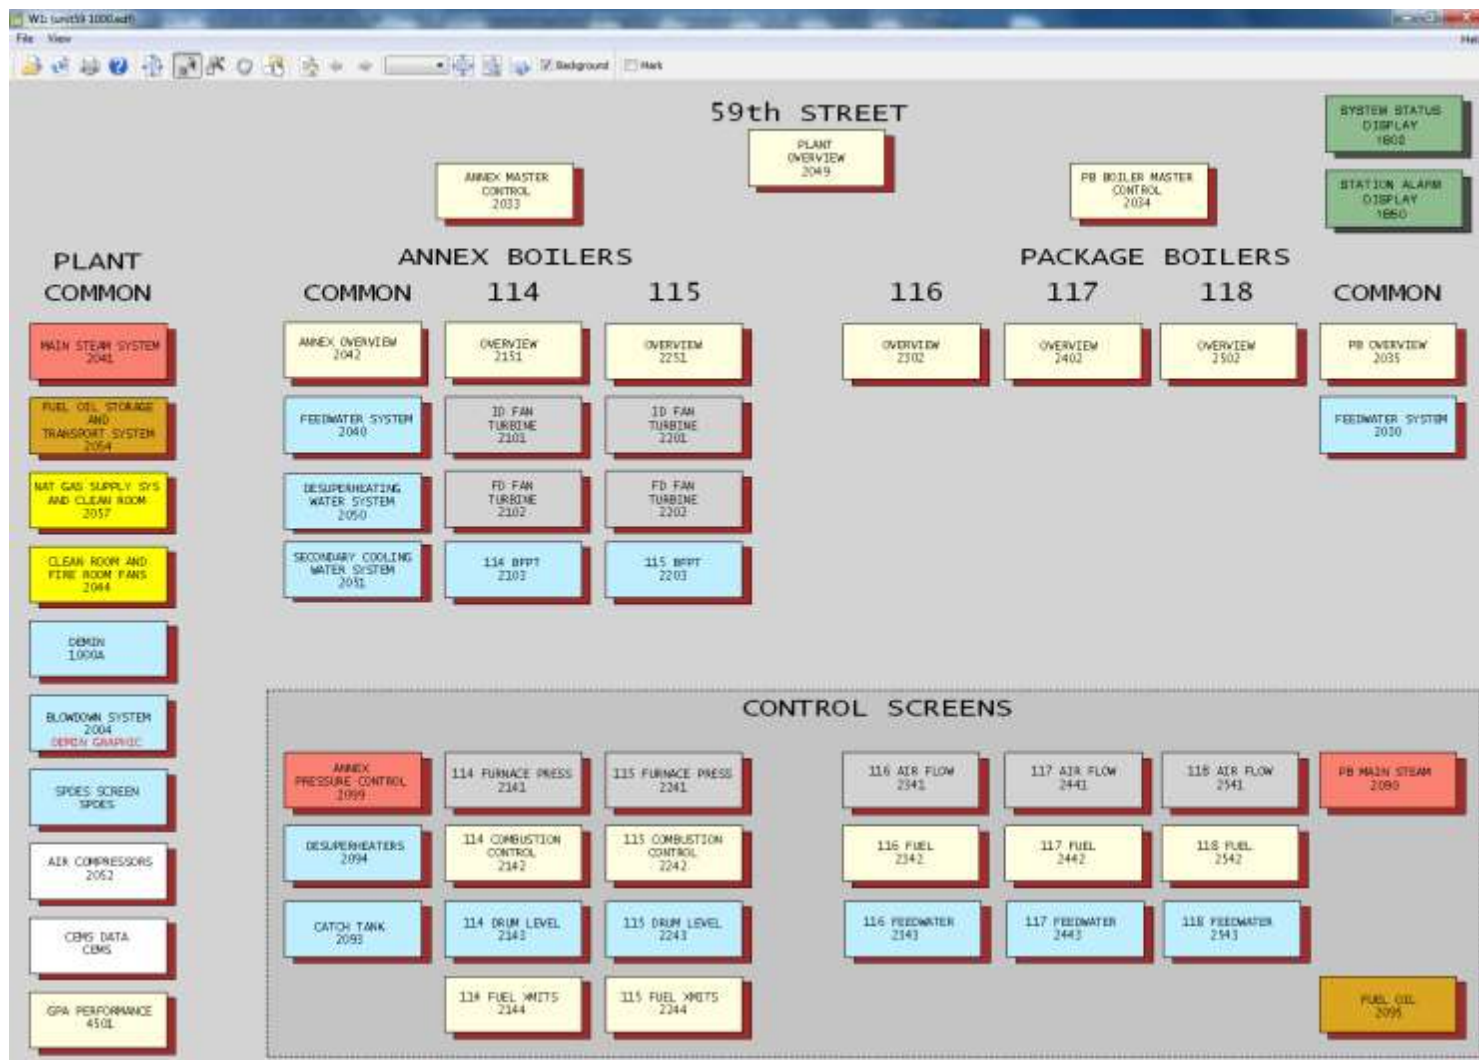 W1: (unit59 1000.edf)
File View
Background Mark
59th STREET
PLANT
OVERVIEW
2049
SYSTEM STATUS
DISPLAY
1802
ANNEX MASTER
CONTROL
2033
PB BOILER MASTER
CONTROL
2034
STATION ALARM
DISPLAY
1850
PLANT
COMMON
ANNEX BOILERS
COMMON 114 115
PACKAGE BOILERS
116 117 118 COMMON
MAIN STEAM SYSTEM
2041
FUEL OIL STORAGE
AND
TRANSPORT SYSTEM
2054
NAT GAS SUPPLY SYS
AND CLEAN ROOM
2057
CLEAN ROOM AND
FIRE ROOM FANS
2044
DEMIN
1000A
BLOWDOWN SYSTEM
2004
DEMIN GRAPHIC
SPDES SCREEN
SPDES
AIR COMPRESSORS
2052
CEMS DATA
CEMS
GPA PERFORMANCE
4501
ANNEX OVERVIEW
2042
FEEDWATER SYSTEM
2040
DESUPERHEATING
WATER SYSTEM
2050
SECONDARY COOLING
WATER SYSTEM
2051
OVERVIEW
2151
ID FAN
TURBINE
2101
FD FAN
TURBINE
2102
114 BFPT
2103
OVERVIEW
2251
ID FAN
TURBINE
2201
FD FAN
TURBINE
2202
115 BFPT
2203
OVERVIEW
2302
OVERVIEW
2402
OVERVIEW
2502
PB OVERVIEW
2035
FEEDWATER SYSTEM
2030
CONTROL SCREENS
ANNEX
PRESSURE CONTROL
2099
DESUPERHEATERS
2094
CATCH TANK
2093
114 FURNACE PRESS
2141
114 COMBUSTION
CONTROL
2142
114 DRUM LEVEL
2143
114 FUEL XMITS
2144
115 FURNACE PRESS
2241
115 COMBUSTION
CONTROL
2242
115 DRUM LEVEL
2243
115 FUEL XMITS
2244
116 AIR FLOW
2341
116 FUEL
2342
116 FEEDWATER
2343
117 AIR FLOW
2441
117 FUEL
2442
117 FEEDWATER
2443
118 AIR FLOW
2541
118 FUEL
2542
118 FEEDWATER
2543
PB MAIN STEAM
2090
FUEL OIL
2095